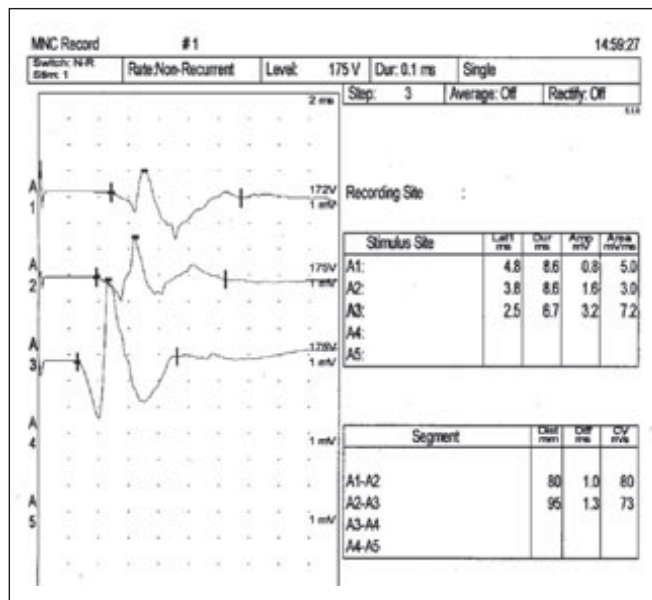 MNC Record #1 14:59:27
Switch: N-R
Stim: 1
Rate:Non-Recurrent Level: 175 V Dur: 0.1 ms Single
Step: 3 Average: Off Rectify: Off
2 ms
A
1
172V
1 mV
A
2
175V
1 mV
A
3
178V
1 mV
A
4
1 mV
A
5
1 mV
Recording Site :
Stimulus Site Lat1 ms Dur ms Amp mV Area mVms
A1: 4.8 8.6 0.8 5.0
A2: 3.8 8.6 1.6 3.0
A3: 2.5 6.7 3.2 7.2
A4:
A5:
Segment Dist mm Diff ms CV m/s
A1-A2 80 1.0 80
A2-A3 95 1.3 73
A3-A4
A4-A5